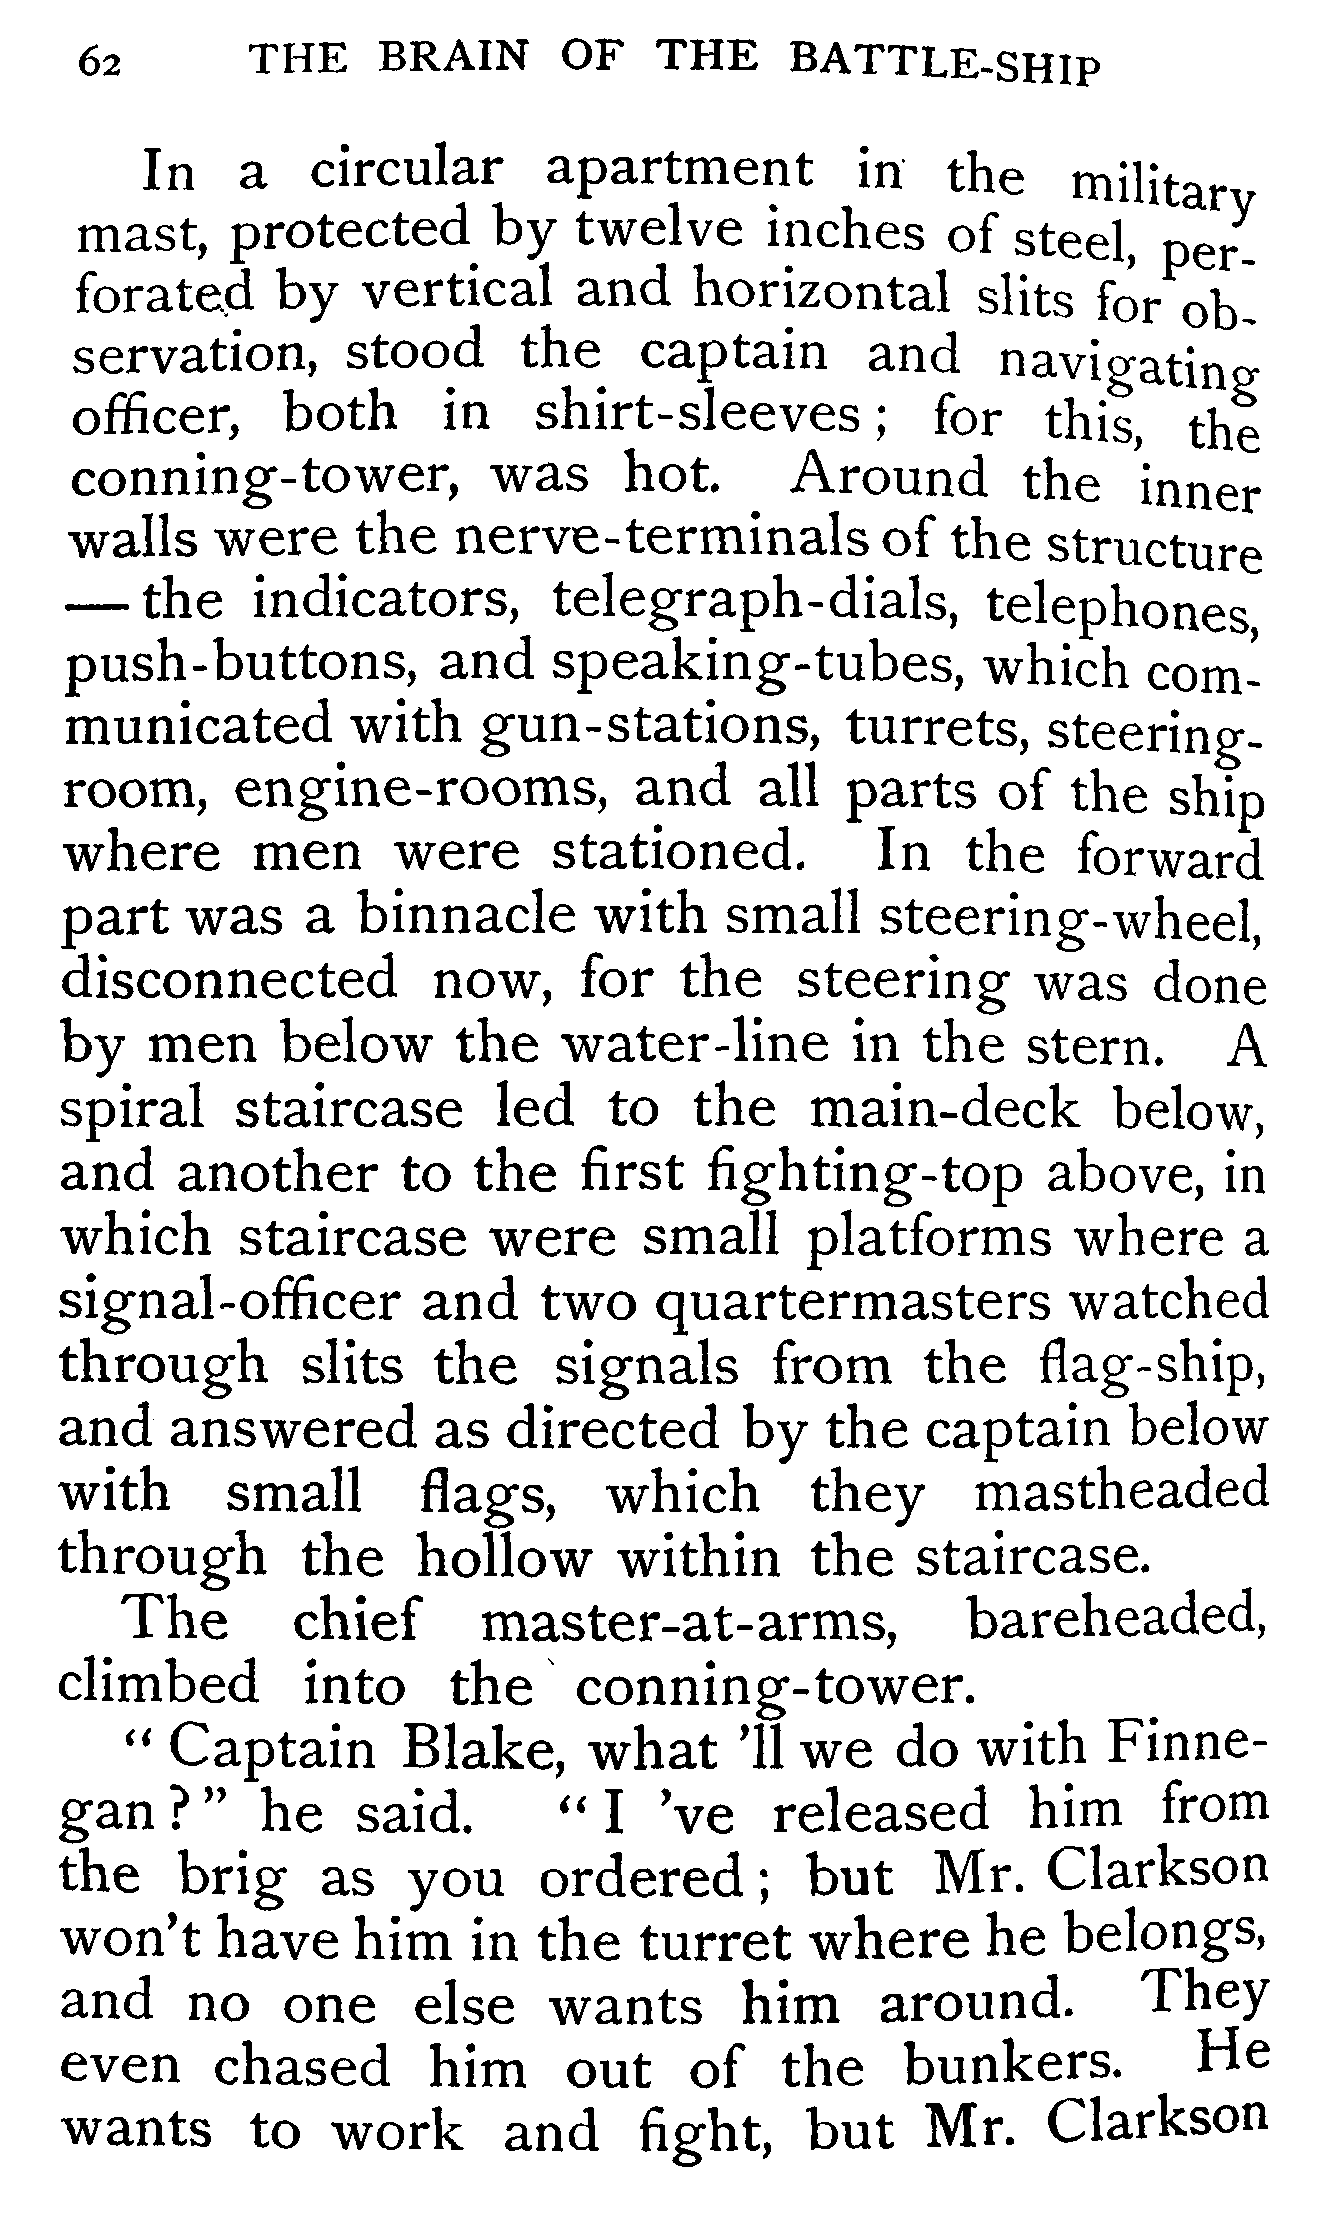 62 THE BRAIN OF THE BATTLE-SHIP
In a circular apartment in the military
mast, protected by twelve inches of steel, per-
forated by vertical and horizontal slits for ob-
servation, stood the captain and navigating
officer, both in shirt-sleeves; for this, the
conning-tower, was hot. Around the inner
walls were the nerve-terminals of the structure
—the indicators, telegraph-dials, telephones,
push-buttons, and speaking-tubes, which com-
municated with gun-stations, turrets, steering-
room, engine-rooms, and all parts of the ship
where men were stationed. In the forward
part was a binnacle with small steering-wheel,
disconnected now, for the steering was done
by men below the water-line in the stern. A
spiral staircase led to the main-deck below,
and another to the first fighting-top above, in
which staircase were small platforms where a
signal-officer and two quartermasters watched
through slits the signals from the flag-ship,
and answered as directed by the captain below
with small flags, which they mastheaded
through the hollow within the staircase.
The chief master-at-arms, bareheaded,
climbed into the conning-tower.
"Captain Blake, what 'll we do with Finne-
gan?" he said. "I 've released him from
the brig as you ordered; but Mr. Clarkson
won't have him in the turret where he belongs,
and no one else wants him around. They
even chased him out of the bunkers. He
wants to work and fight, but Mr. Clarkson